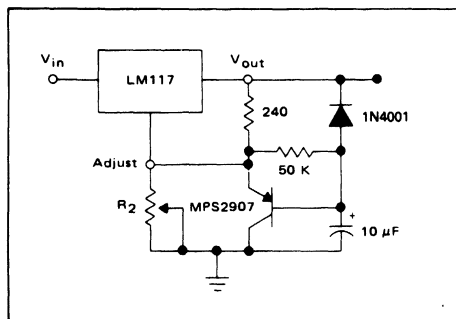 Vin
LM117
Vout
240
1N4001
Adjust
50 K
R2
MPS2907
+
10 µF